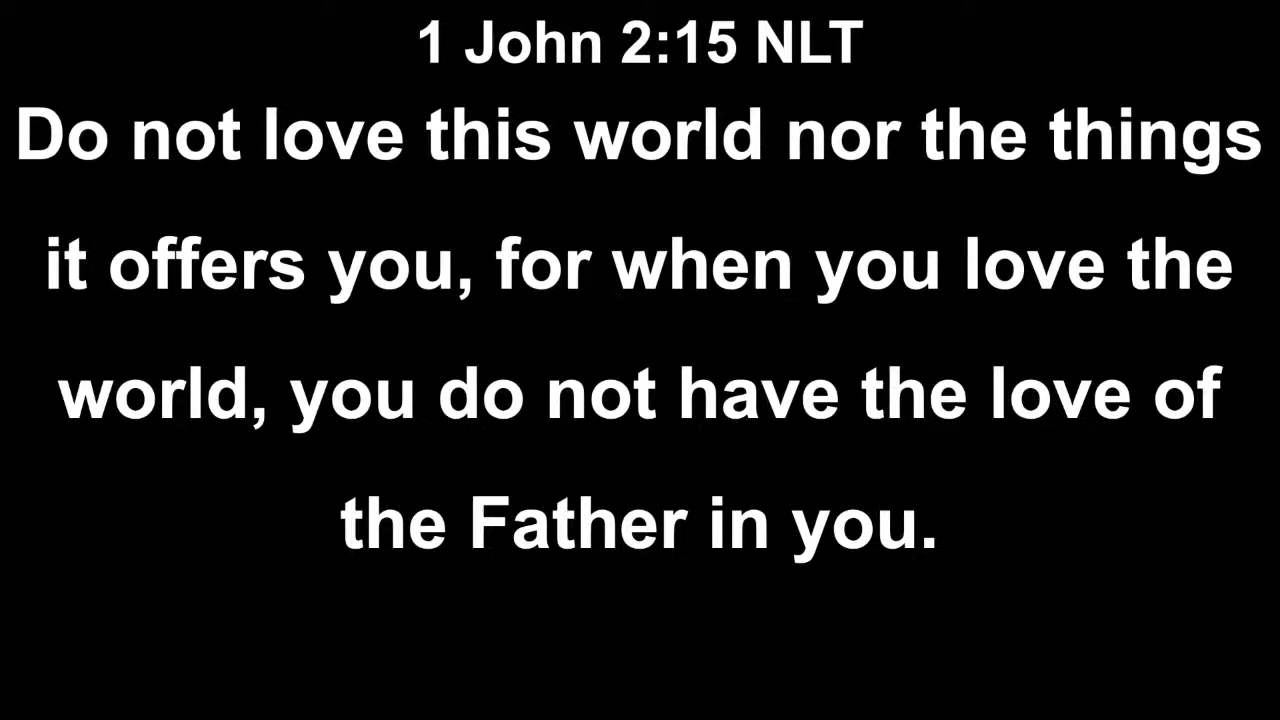 1 John 2:15 NLT
Do not love this world nor the things
it offers you, for when you love the
world, you do not have the love of
the Father in you.